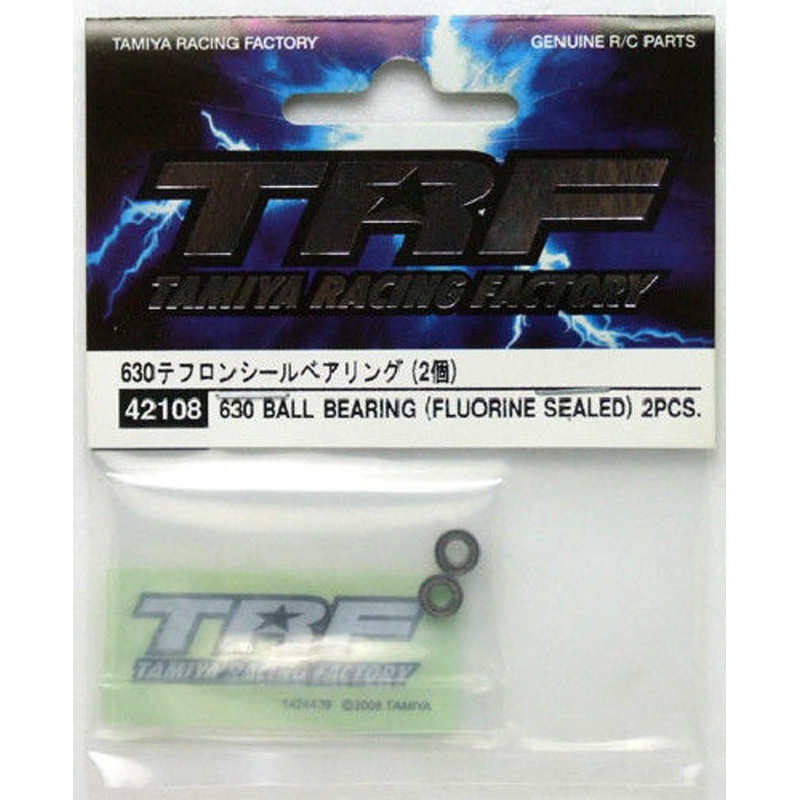 TAMIYA RACING FACTORY
GENUINE R/C PARTS
TRF
TAMIYA RACING FACTORY
630テフロンシールベアリング (2個)
42108 630 BALL BEARING (FLUORINE SEALED) 2PCS.
TRF
TAMIYA RACING FACTORY
©2008 TAMIYA